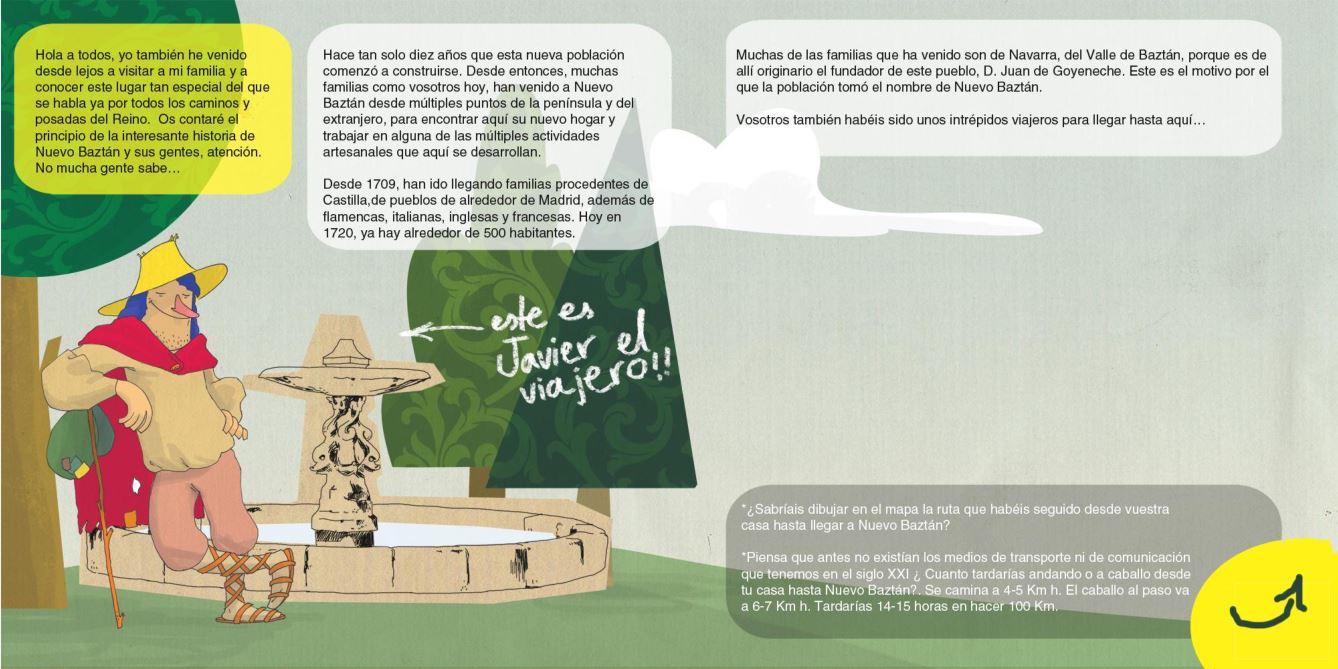 Hola a todos, yo también he venido
desde lejos a visitar a mi familia y a
conocer este lugar tan especial del que
se habla ya por todos los caminos y
posadas del Reino.  Os contaré el
principio de la interesante historia de
Nuevo Baztán y sus gentes, atención.
No mucha gente sabe…
Hace tan solo diez años que esta nueva población
comenzó a construirse. Desde entonces, muchas
familias como vosotros hoy, han venido a Nuevo
Baztán desde múltiples puntos de la península y del
extranjero, para encontrar aquí su nuevo hogar y
trabajar en alguna de las múltiples actividades
artesanales que aquí se desarrollan.
Desde 1709, han ido llegando familias procedentes de
Castilla,de pueblos de alrededor de Madrid, además de
flamencas, italianas, inglesas y francesas. Hoy en
1720, ya hay alrededor de 500 habitantes.
Muchas de las familias que ha venido son de Navarra, del Valle de Baztán, porque es de
allí originario el fundador de este pueblo, D. Juan de Goyeneche. Este es el motivo por el
que la población tomó el nombre de Nuevo Baztán.
Vosotros también habéis sido unos intrépidos viajeros para llegar hasta aquí…
este es
Javier el
viajero!!
*¿Sabríais dibujar en el mapa la ruta que habéis seguido desde vuestra
casa hasta llegar a Nuevo Baztán?
*Piensa que antes no existían los medios de transporte ni de comunicación
que tenemos en el siglo XXI ¿ Cuanto tardarías andando o a caballo desde
tu casa hasta Nuevo Baztán?. Se camina a 4-5 Km h. El caballo al paso va
a 6-7 Km h. Tardarías 14-15 horas en hacer 100 Km.